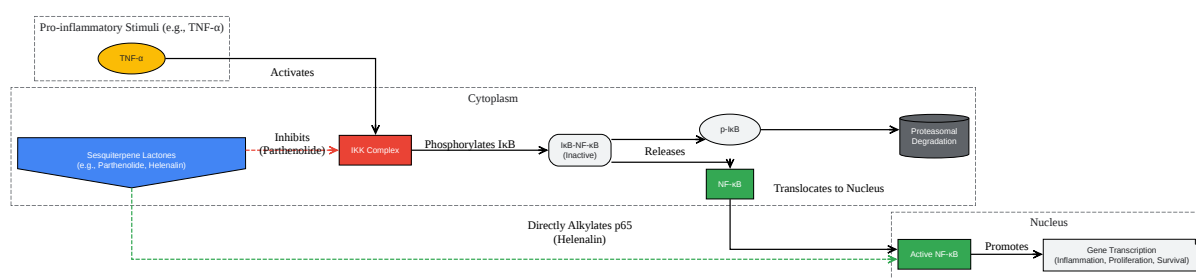 Pro-inflammatory Stimuli (e.g., TNF-α)
TNF-α
Activates
Cytoplasm
Sesquiterpene Lactones
(e.g., Parthenolide, Helenalin)
Inhibits
(Parthenolide)
IKK Complex
Phosphorylates IκB
IκB-NF-κB
(Inactive)
p-IκB
Releases
Proteasomal
Degradation
NF-κB
Translocates to Nucleus
Directly Alkylates p65
(Helenalin)
Nucleus
Active NF-κB
Promotes
Gene Transcription
(Inflammation, Proliferation, Survival)